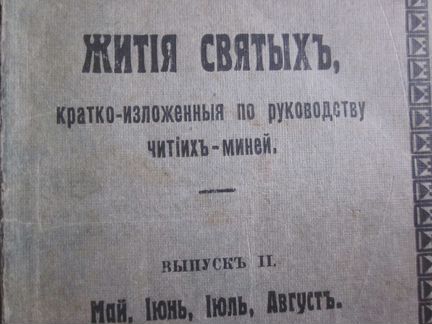 ЖИТІЯ СВЯТЫХЪ,
кратко-изложенныя по руководству
читіихъ-миней.
ВЫПУСКЪ II.
Май, Іюнь, Іюль, Августъ.